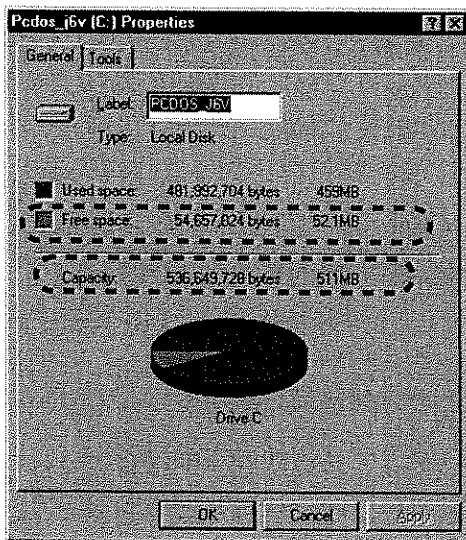 Pcdos_j6v (C:) Properties
General Tools
Label: PCDOS_J6V
Type: Local Disk
Used space: 481,992,704 bytes 459MB
Free space: 54,657,024 bytes 52.1MB
Capacity: 536,649,728 bytes 511MB
Drive C
OK Cancel Apply